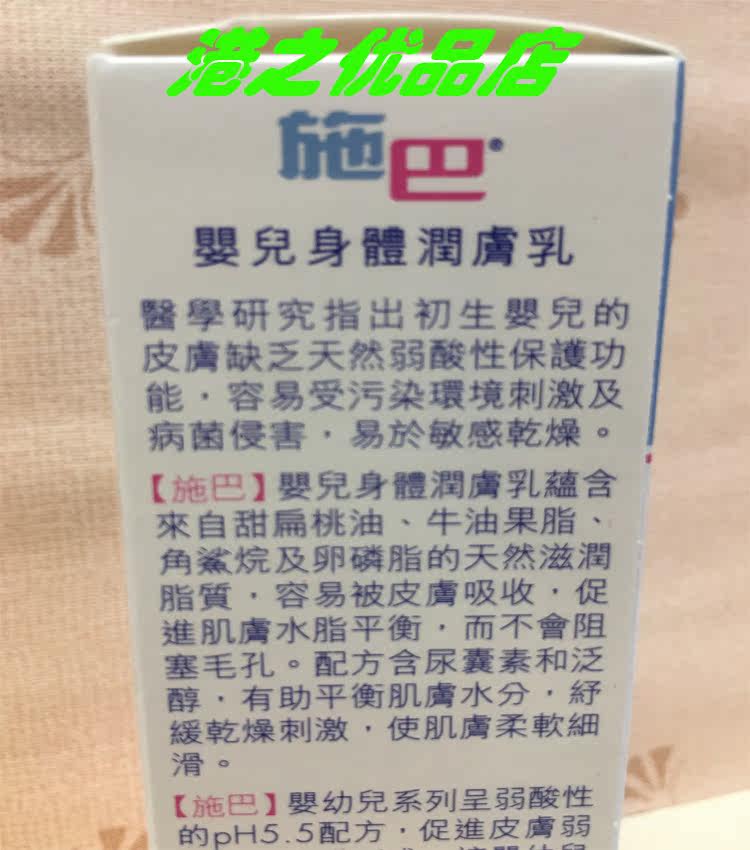 港之优品店
施巴®
嬰兒身體潤膚乳
醫學研究指出初生嬰兒的
皮膚缺乏天然弱酸性保護功
能，容易受污染環境刺激及
病菌侵害，易於敏感乾燥。
【施巴】嬰兒身體潤膚乳蘊含
來自甜扁桃油、牛油果脂、
角鯊烷及卵磷脂的天然滋潤
脂質，容易被皮膚吸收，促
進肌膚水脂平衡，而不會阻
塞毛孔。配方含尿囊素和泛
醇，有助平衡肌膚水分，紓
緩乾燥刺激，使肌膚柔軟細
滑。
【施巴】嬰幼兒系列呈弱酸性
的pH5.5配方，促進皮膚弱